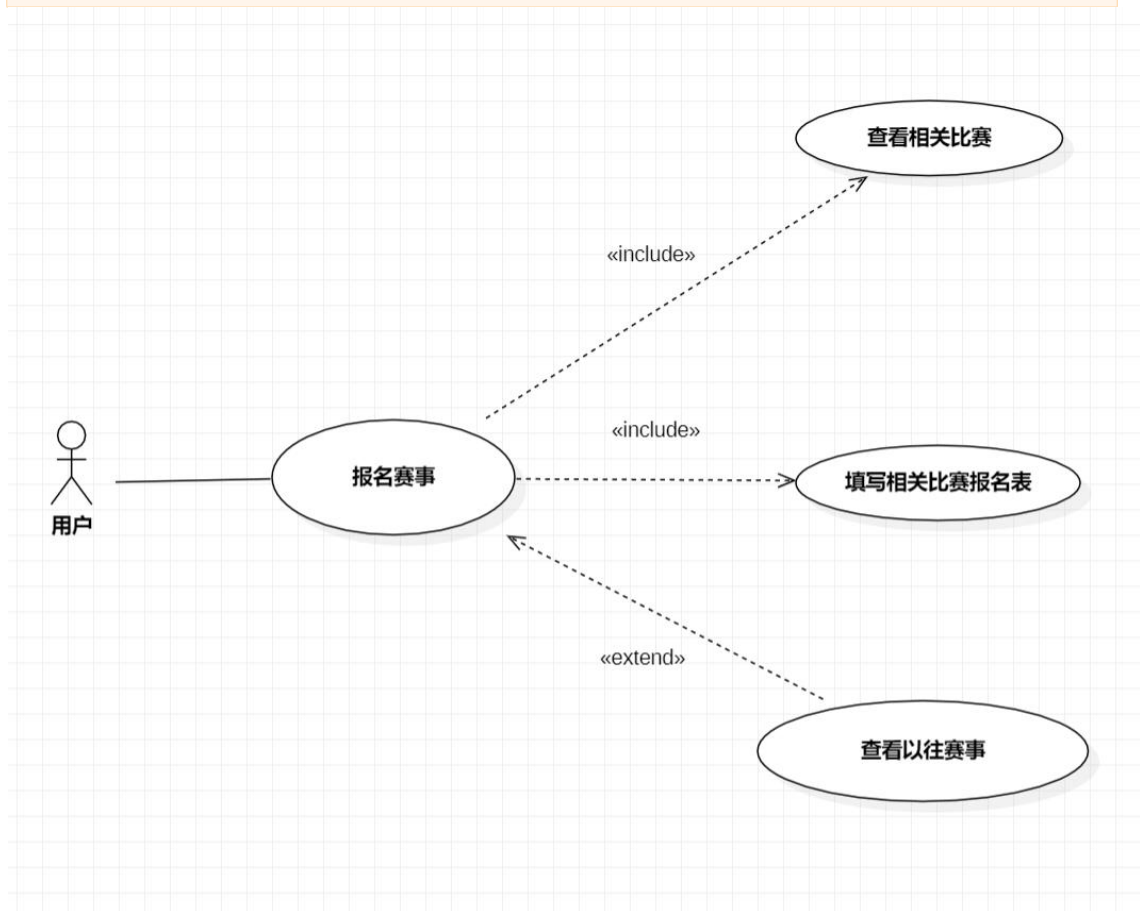 查看相关比赛
«include»
«include»
报名赛事
填写相关比赛报名表
用户
«extend»
查看以往赛事